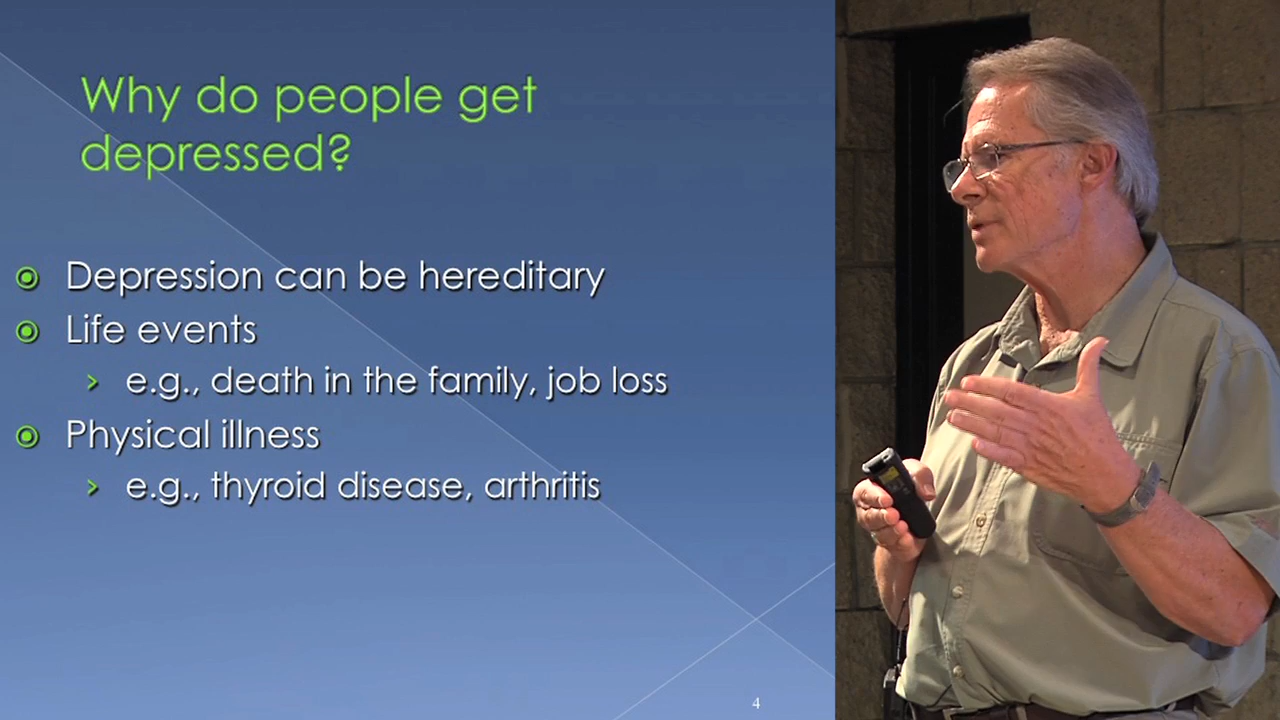 Why do people get
depressed?
Depression can be hereditary
Life events
e.g., death in the family, job loss
Physical illness
e.g., thyroid disease, arthritis
4